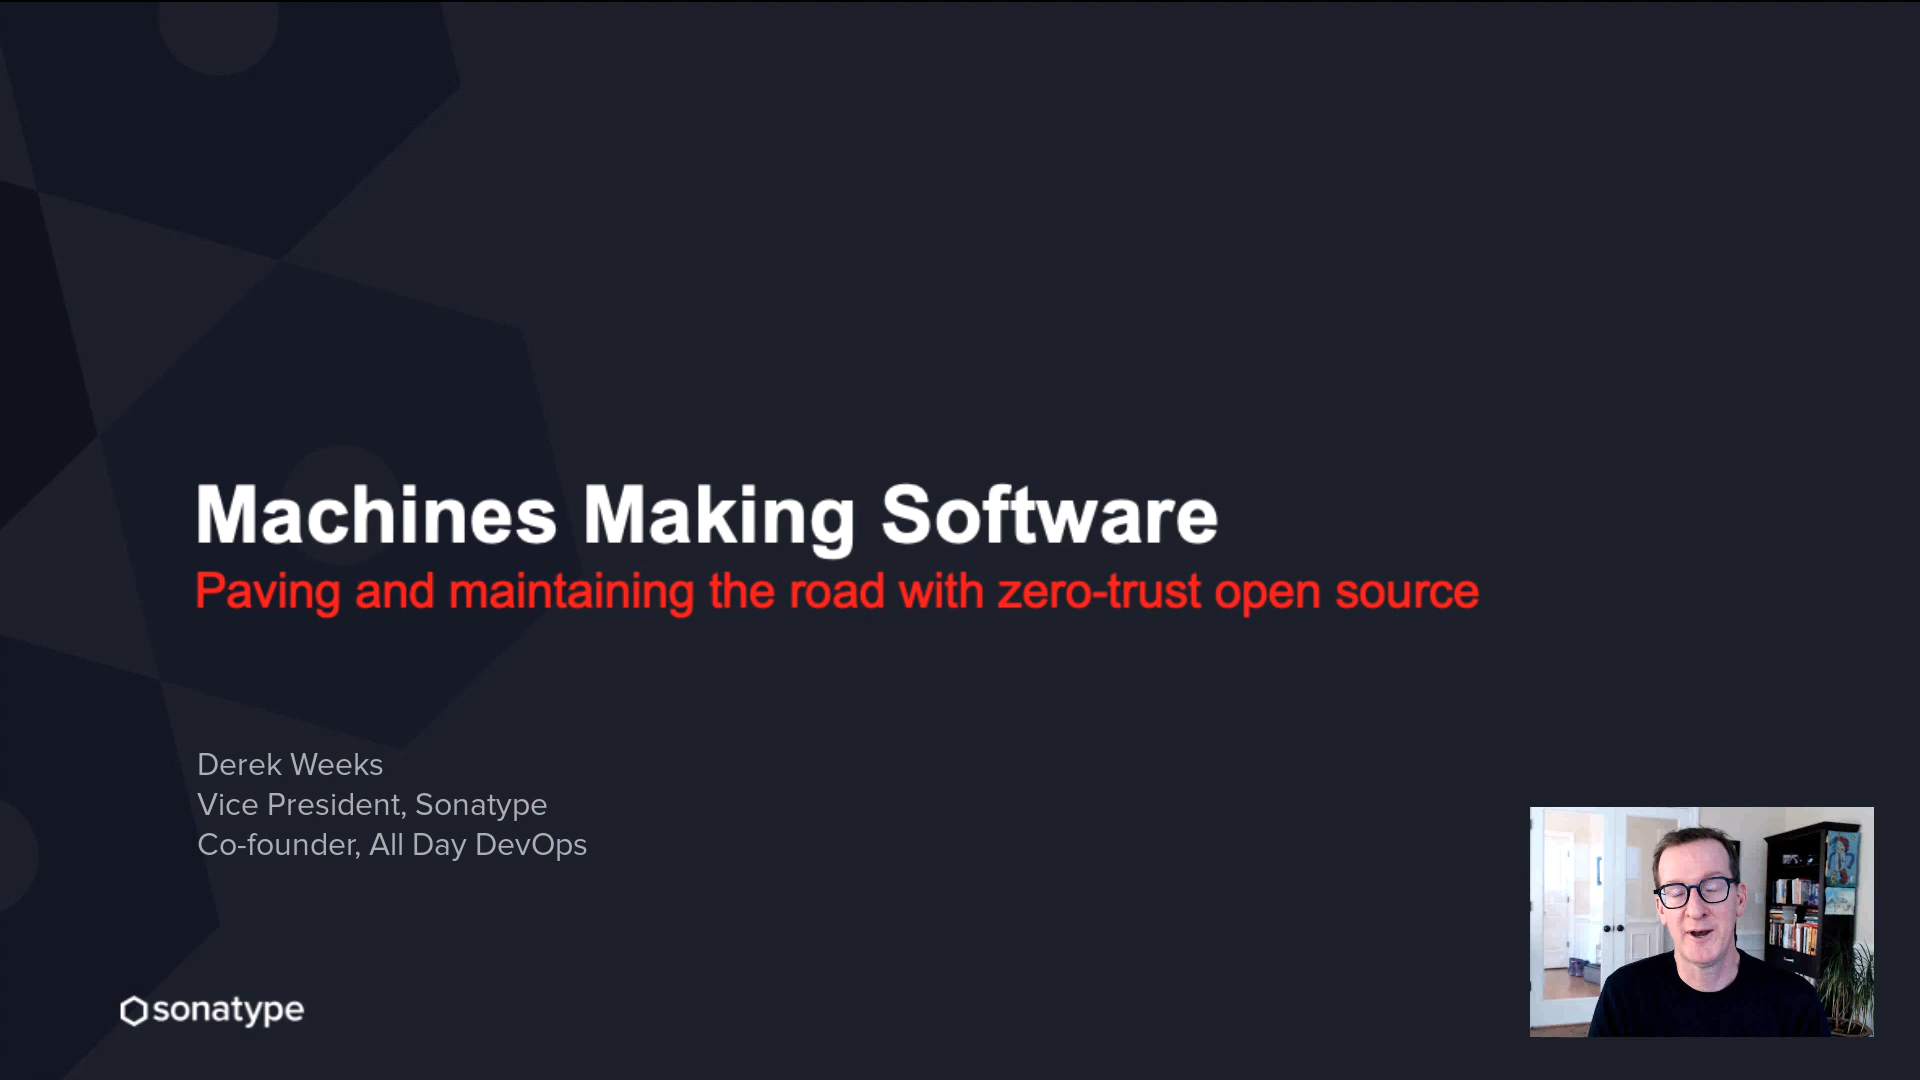 Machines Making Software
Paving and maintaining the road with zero-trust open source
Derek Weeks
Vice President, Sonatype
Co-founder, All Day DevOps
sonatype